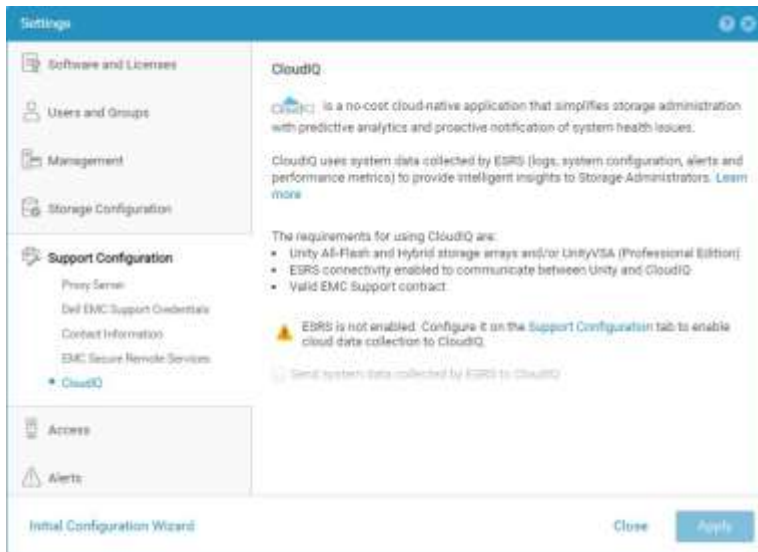 Settings
Software and Licenses
Users and Groups
Management
Storage Configuration
Support Configuration
Proxy Server
Dell EMC Support Credentials
Contact Information
EMC Secure Remote Services
CloudIQ
Access
Alerts
CloudIQ
CloudIQ is a no-cost cloud-native application that simplifies storage administration
with predictive analytics and proactive notification of system health issues.
CloudIQ uses system data collected by ESRS (logs, system configuration, alerts and
performance metrics) to provide intelligent insights to Storage Administrators. Learn
more
The requirements for using CloudIQ are:
• Unity All-Flash and Hybrid storage arrays and/or UnityVSA (Professional Edition)
• ESRS connectivity enabled to communicate between Unity and CloudIQ
• Valid EMC Support contract
ESRS is not enabled. Configure it on the Support Configuration tab to enable
cloud data collection to CloudIQ.
Send system data collected by ESRS to CloudIQ
Initial Configuration Wizard
Close
Apply